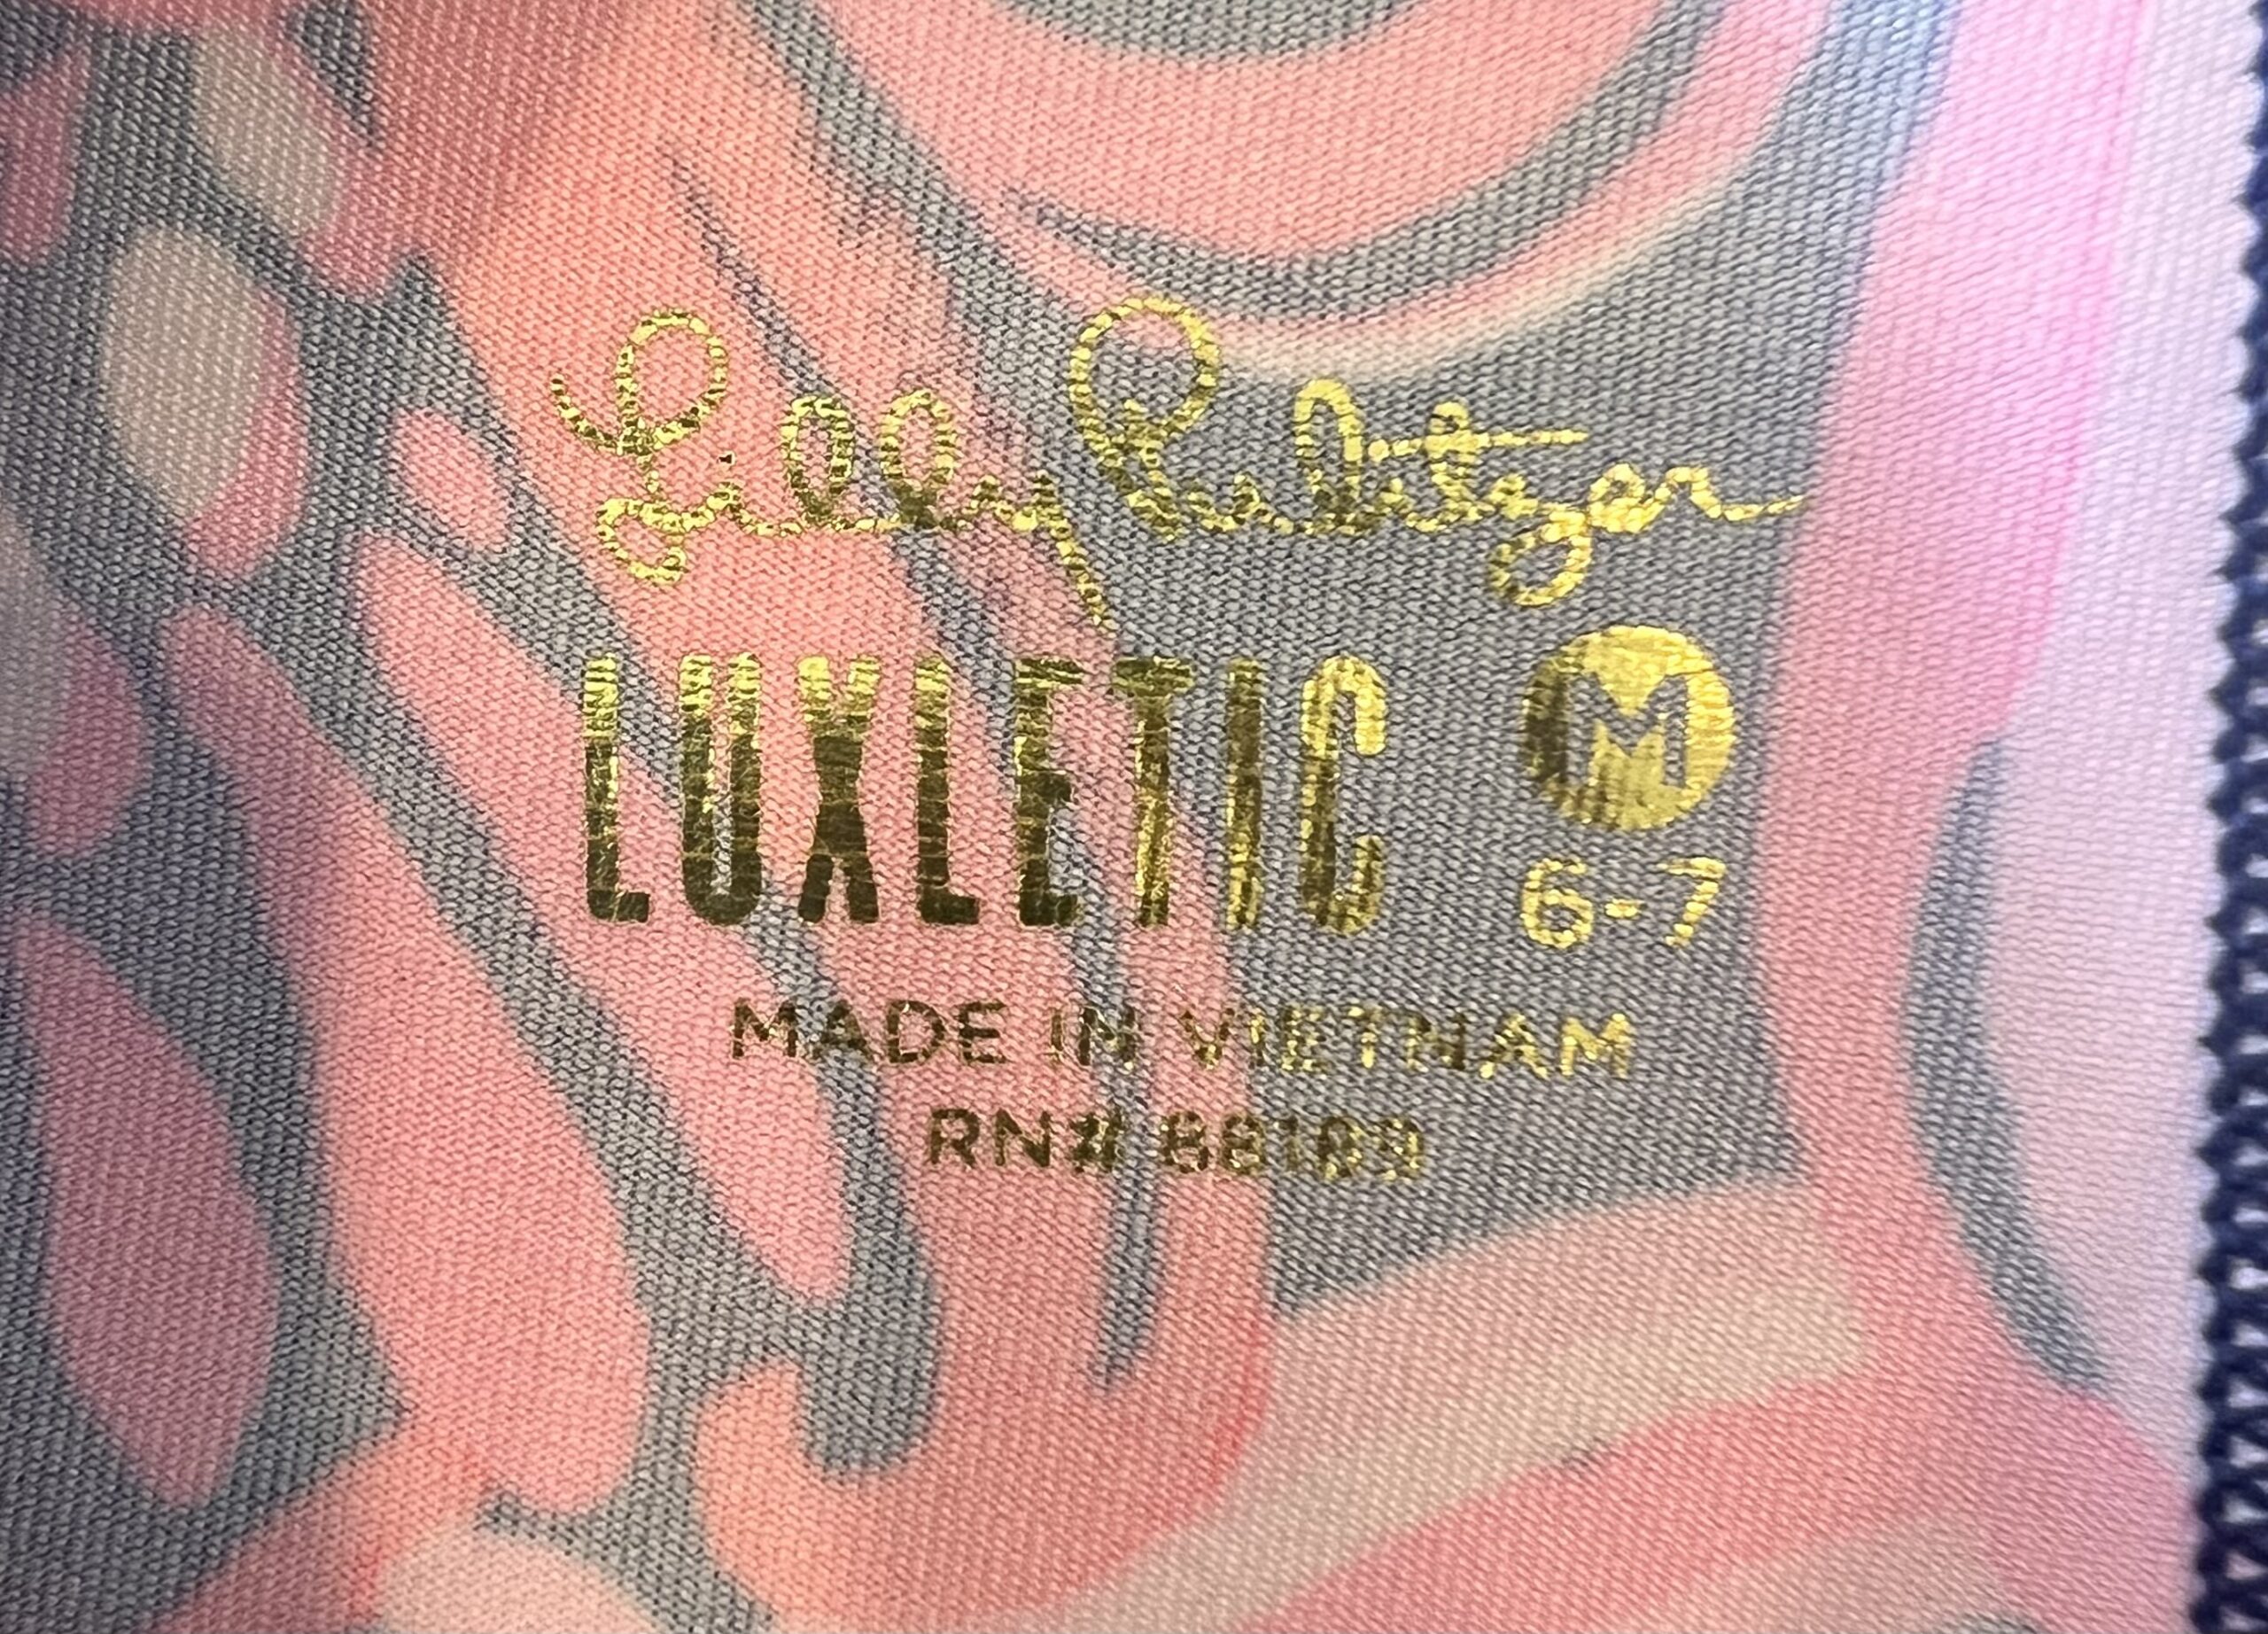 Lilly Pulitzer
LUXLETIC M
6-7
MADE IN VIETNAM
RN# 88189